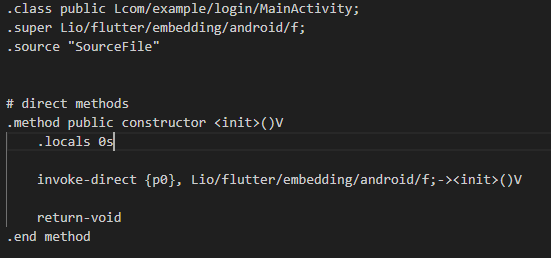 .class public Lcom/example/login/MainActivity;
.super Lio/flutter/embedding/android/f;
.source "SourceFile"
# direct methods
.method public constructor <init>()V
.locals 0s
invoke-direct {p0}, Lio/flutter/embedding/android/f;-><init>()V
return-void
.end method